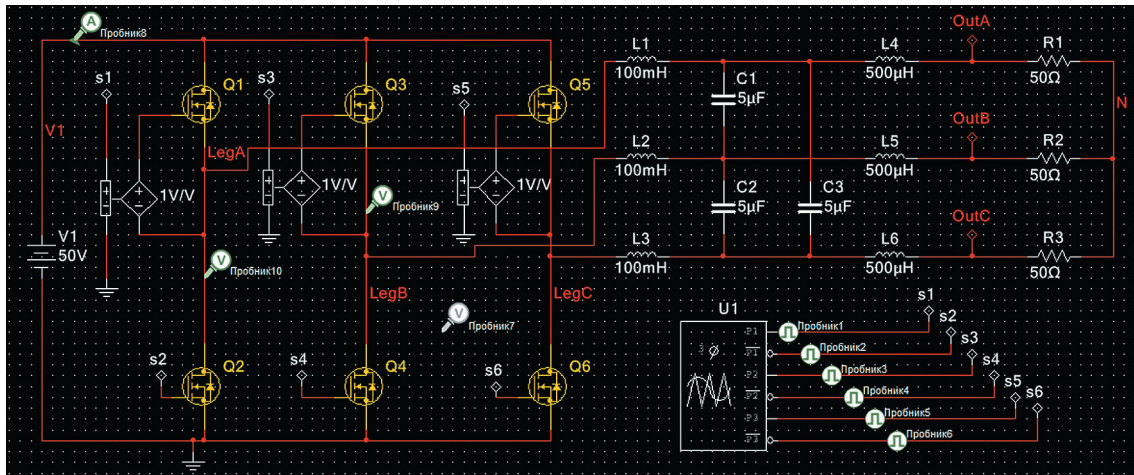 A
Пробник8
OutA
s1
Q1
s3
Q3
s5
Q5
L1
100mH
C1
5µF
L4
500µH
R1
50Ω
V1
LegA
1V/V
1V/V
1V/V
N
OutB
L2
100mH
L5
500µH
R2
50Ω
V
Пробник9
C2
5µF
C3
5µF
V1
50V
V
Пробник10
OutC
L3
100mH
L6
500µH
R3
50Ω
LegB
LegC
V
Пробник7
U1
s1
s2
s3
s4
s5
s6
P1
Пробник1
P1
Пробник2
P2
Пробник3
P2
Пробник4
P3
Пробник5
P3
Пробник6
3 Ø
s2
Q2
s4
Q4
s6
Q6